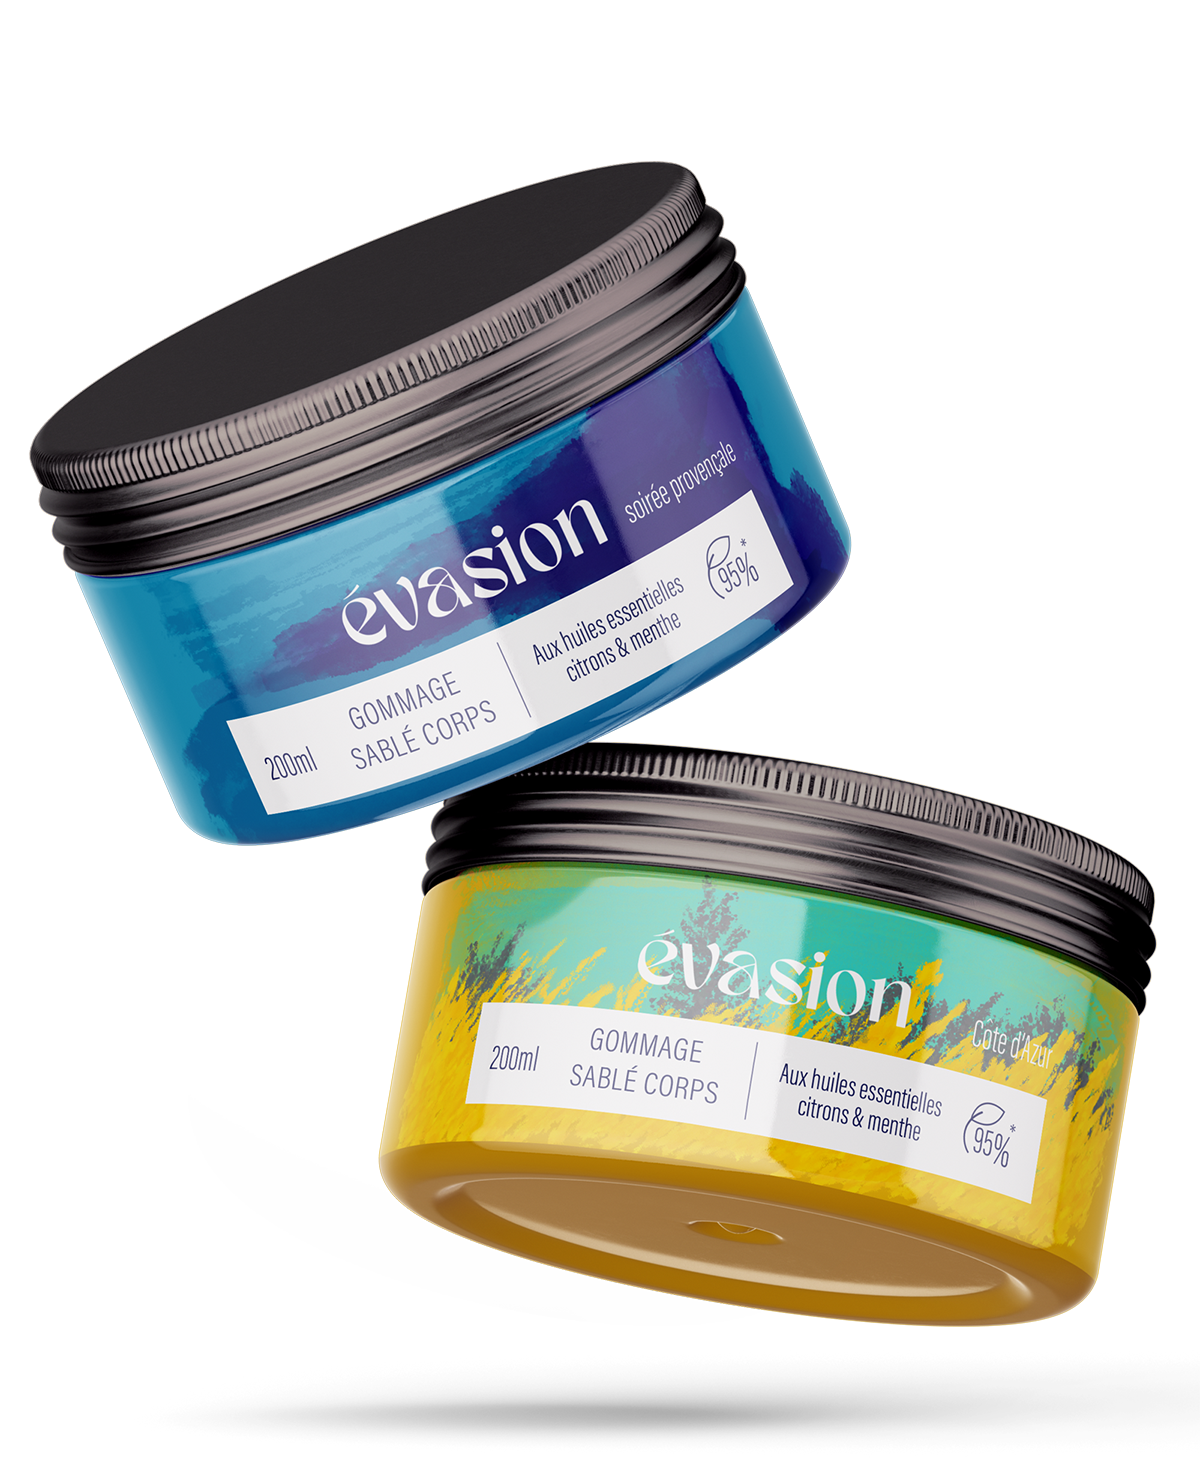 évasion
soirée provençale
200ml
GOMMAGE
SABLÉ CORPS
Aux huiles essentielles
citrons & menthe
95%*
évasion
Côte d'Azur
200ml
GOMMAGE
SABLÉ CORPS
Aux huiles essentielles
citrons & menthe
95%*